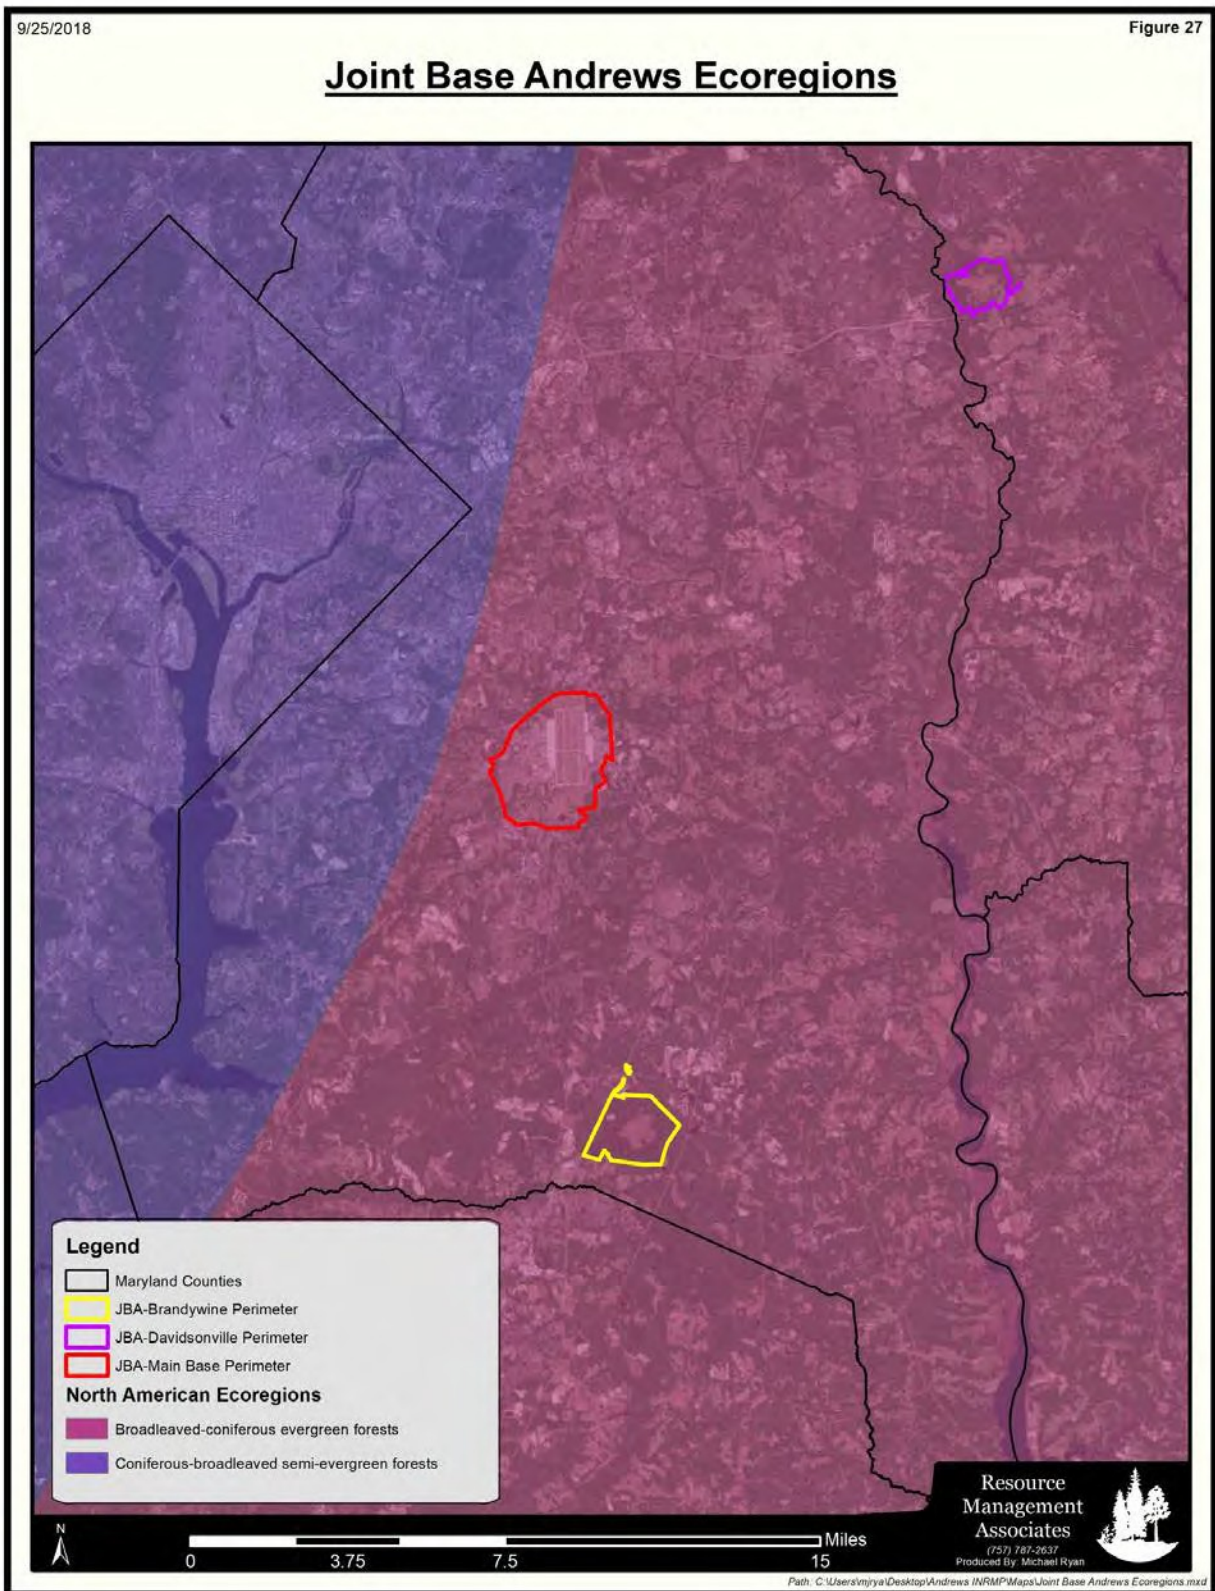 9/25/2018
Figure 27
Joint Base Andrews Ecoregions
Legend
Maryland Counties
JBA-Brandywine Perimeter
JBA-Davidsonville Perimeter
JBA-Main Base Perimeter
North American Ecoregions
Broadleaved-coniferous evergreen forests
Coniferous-broadleaved semi-evergreen forests
N
Miles
0 3.75 7.5 15
Resource
Management
Associates
(757) 787-2637
Produced By: Michael Ryan
Path: C:\Users\mjrya\Desktop\Andrews INRMP\Maps\Joint Base Andrews Ecoregions.mxd